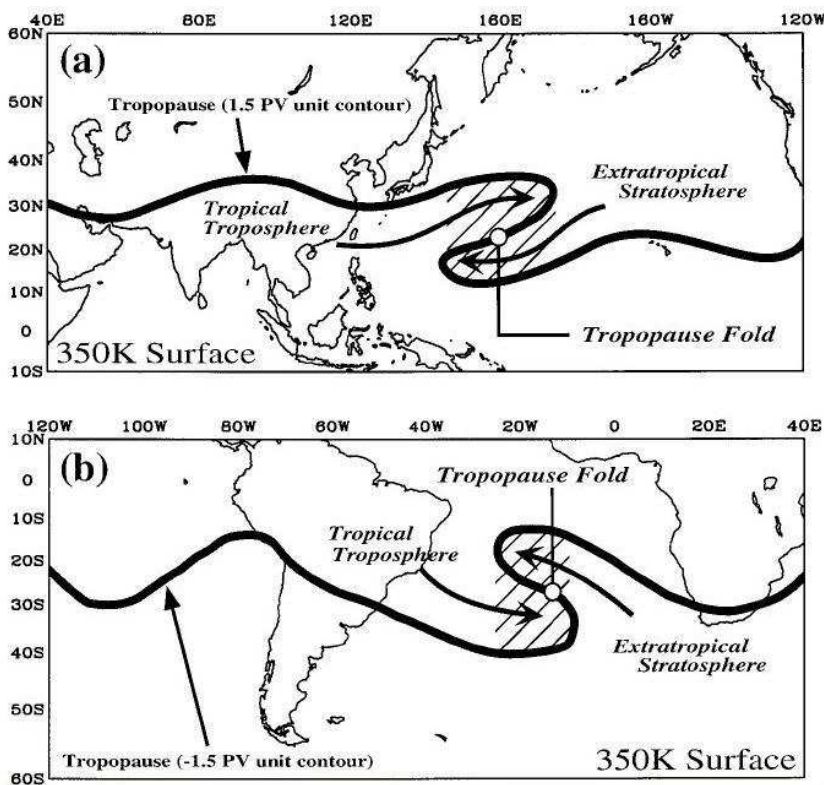 40E 80E 120E 160E 160W 120W
60N
(a)
Tropopause (1.5 PV unit contour)
50N
40N
Extratropical
Stratosphere
30N
Tropical
Troposphere
20N
10N
0
Tropopause Fold
350K Surface
10S
120W 100W 80W 60W 40W 20W 0 20E 40E
10N
(b)
Tropopause Fold
0
10S
Tropical
Troposphere
20S
30S
Extratropical
Stratosphere
40S
50S
Tropopause (-1.5 PV unit contour)
350K Surface
60S